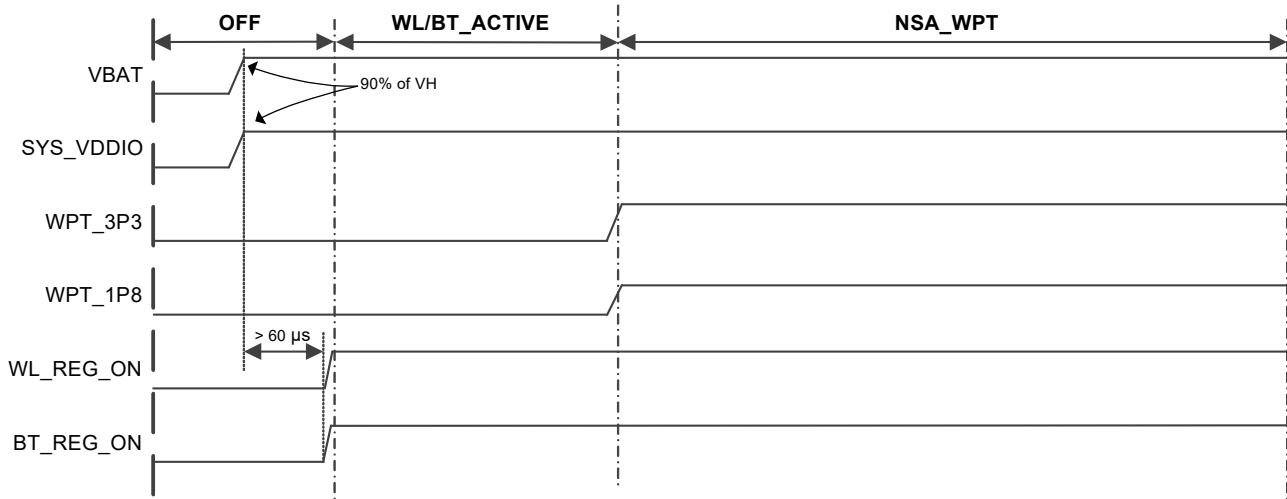 OFF WL/BT_ACTIVE NSA_WPT
VBAT
90% of VH
SYS_VDDIO
WPT_3P3
WPT_1P8
> 60 µs
WL_REG_ON
BT_REG_ON